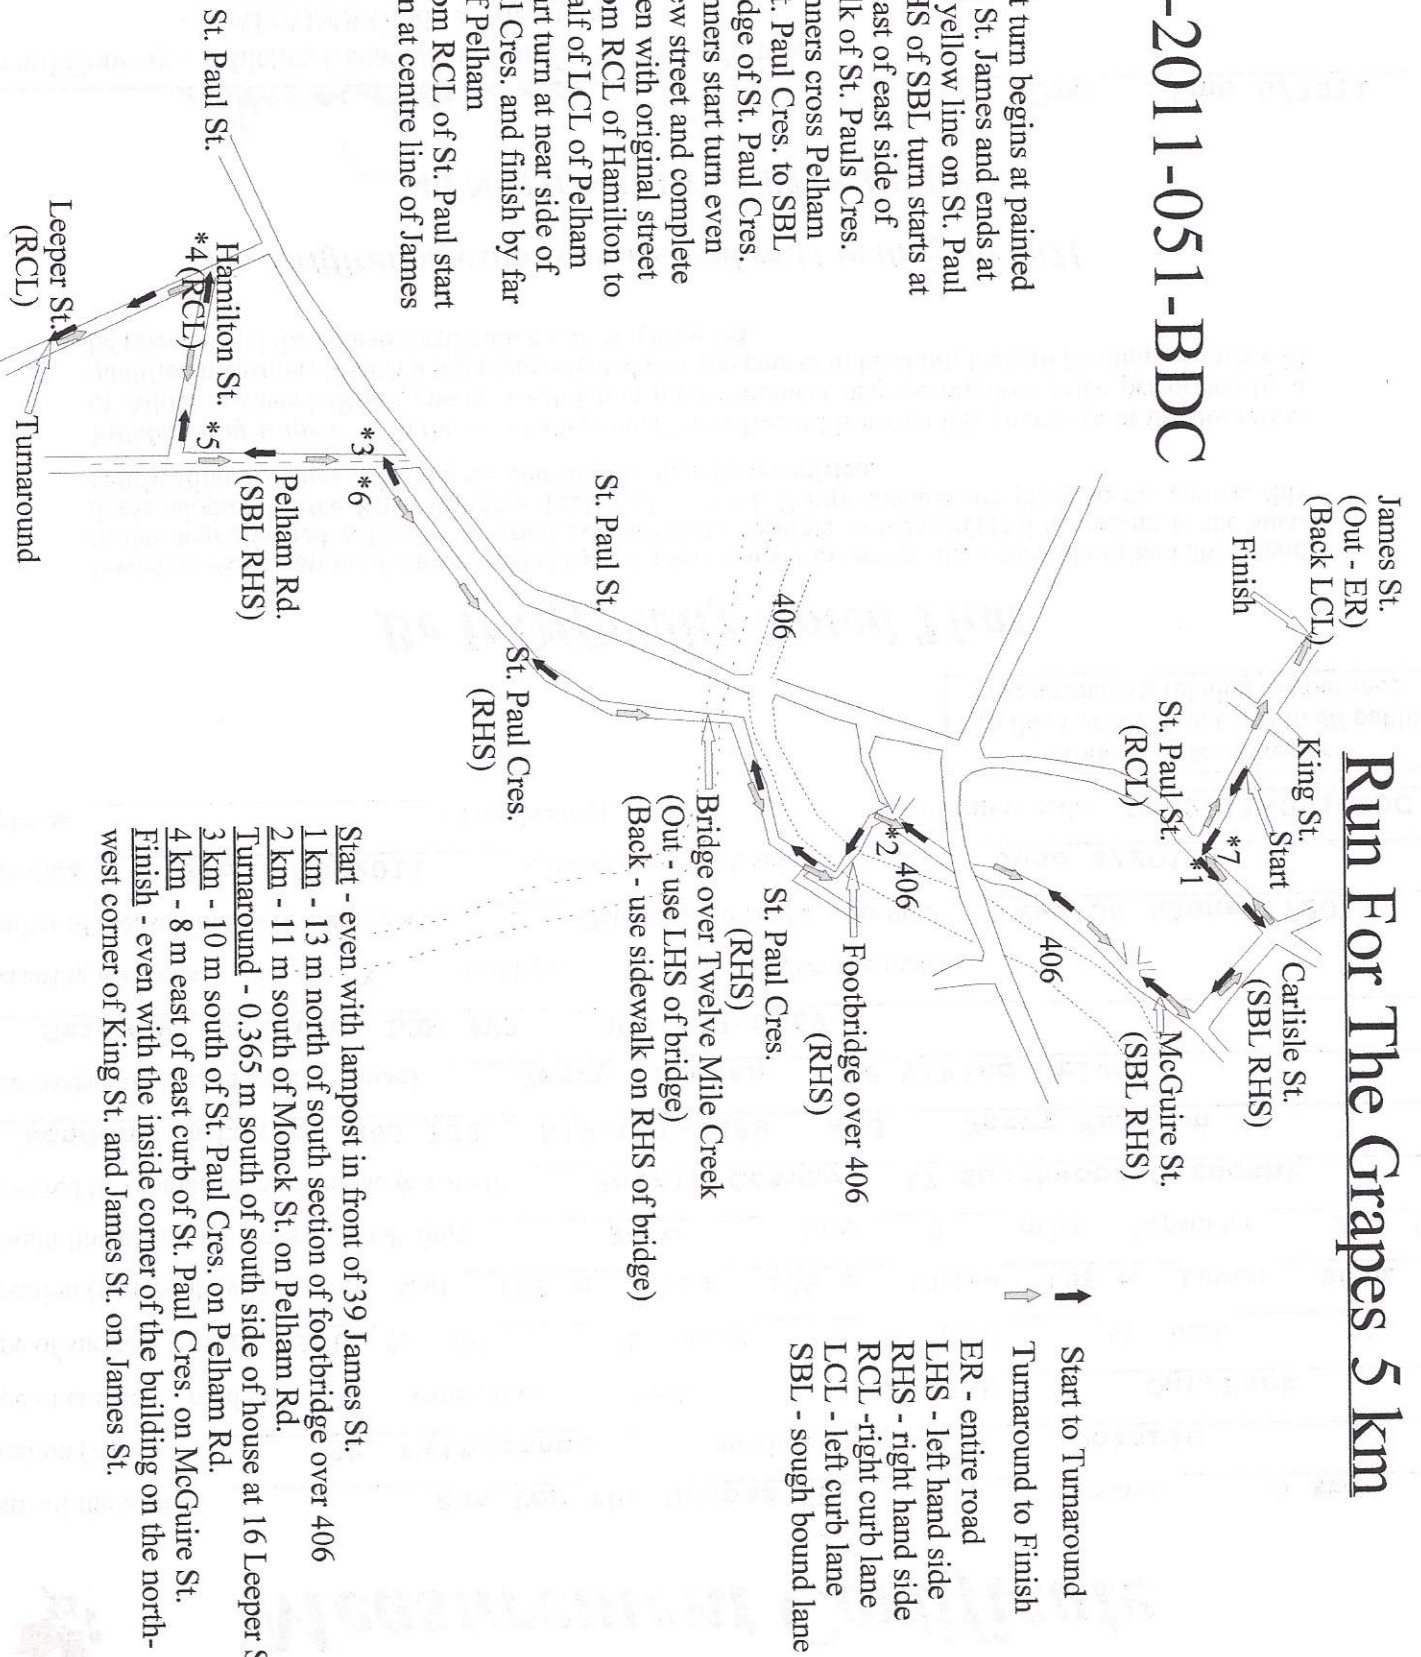 Run For The Grapes 5 km
-2011-051-BDC
t turn begins at painted
St. James and ends at
yellow line on St. Paul
HS of SBL turn starts at
ast of east side of
lk of St. Pauls Cres.
nners cross Pelham
t. Paul Cres. to SBL
dge of St. Paul Cres.
nners start turn even
ew street and complete
en with original street
om RCL of Hamilton to
alf of LCL of Pelham
art turn at near side of
l Cres. and finish by far
f Pelham
om RCL of St. Paul start
n at centre line of James
James St.
(Out - ER)
(Back LCL)
Finish
King St.
Start
Carlisle St.
(SBL RHS)
St. Paul St.
(RCL)
*7
*1
McGuire St.
(SBL RHS)
406
406
406
*2
Footbridge over 406
(RHS)
St. Paul Cres.
(RHS)
Bridge over Twelve Mile Creek
(Out - use LHS of bridge)
(Back - use sidewalk on RHS of bridge)
St. Paul St.
St. Paul Cres.
(RHS)
*3
*6
Pelham Rd.
(SBL RHS)
*5
Hamilton St.
*4 (RCL)
St. Paul St.
Leeper St.
(RCL)
Turnaround
Start to Turnaround
Turnaround to Finish
ER - entire road
LHS - left hand side
RHS - right hand side
RCL -right curb lane
LCL - left curb lane
SBL - sough bound lane
Start - even with lampost in front of 39 James St.
1 km - 13 m north of south section of footbridge over 406
2 km - 11 m south of Monck St. on Pelham Rd.
Turnaround - 0.365 m south of south side of house at 16 Leeper S
3 km - 10 m south of St. Paul Cres. on Pelham Rd.
4 km - 8 m east of east curb of St. Paul Cres. on McGuire St.
Finish - even with the inside corner of the building on the north-
west corner of King St. and James St. on James St.